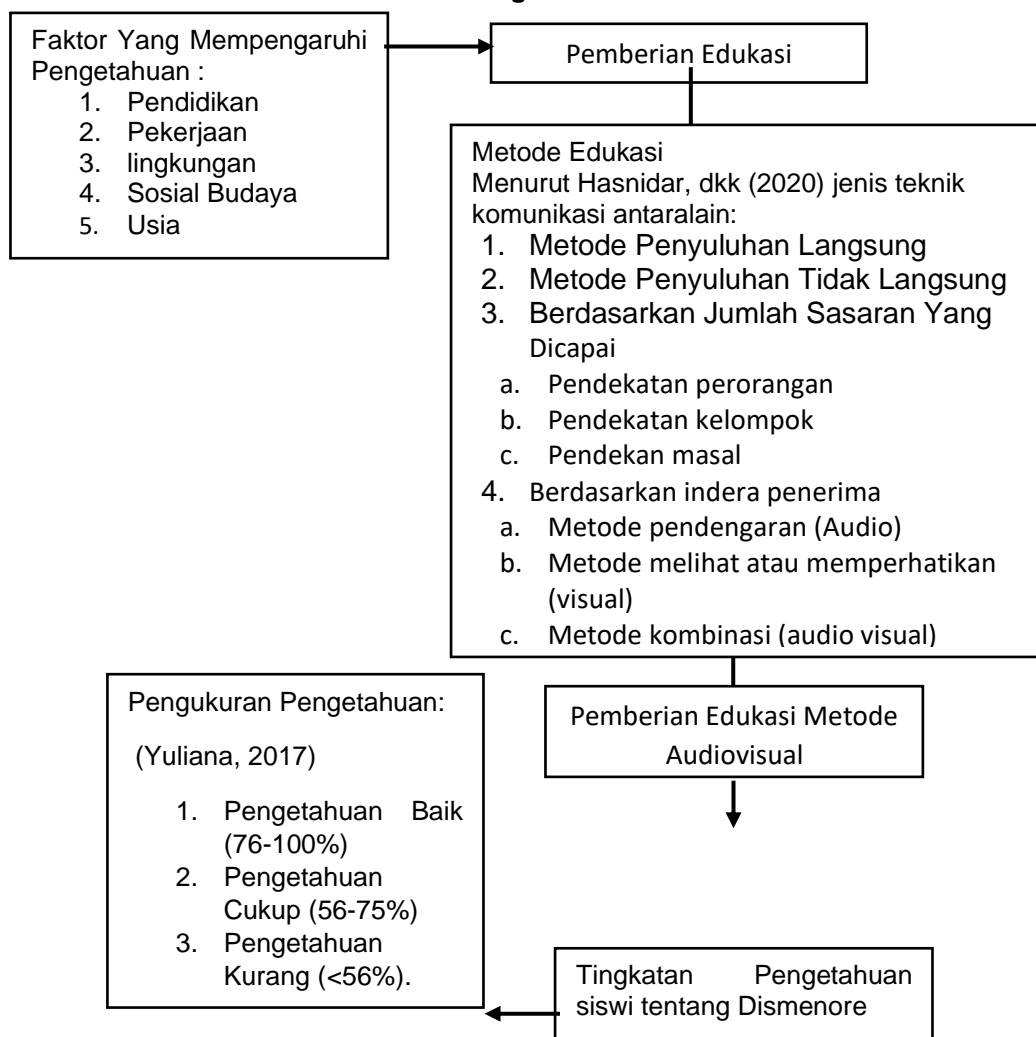 Faktor Yang Mempengaruhi
Pengetahuan :
1. Pendidikan
2. Pekerjaan
3. lingkungan
4. Sosial Budaya
5. Usia
Pemberian Edukasi
Metode Edukasi
Menurut Hasnidar, dkk (2020) jenis teknik
komunikasi antaralain:
1. Metode Penyuluhan Langsung
2. Metode Penyuluhan Tidak Langsung
3. Berdasarkan Jumlah Sasaran Yang
Dicapai
a. Pendekatan perorangan
b. Pendekatan kelompok
c. Pendekan masal
4. Berdasarkan indera penerima
a. Metode pendengaran (Audio)
b. Metode melihat atau memperhatikan
(visual)
c. Metode kombinasi (audio visual)
Pemberian Edukasi Metode
Audiovisual
Pengukuran Pengetahuan:
(Yuliana, 2017)
1. Pengetahuan Baik
(76-100%)
2. Pengetahuan
Cukup (56-75%)
3. Pengetahuan
Kurang (<56%).
Tingkatan Pengetahuan
siswi tentang Dismenore